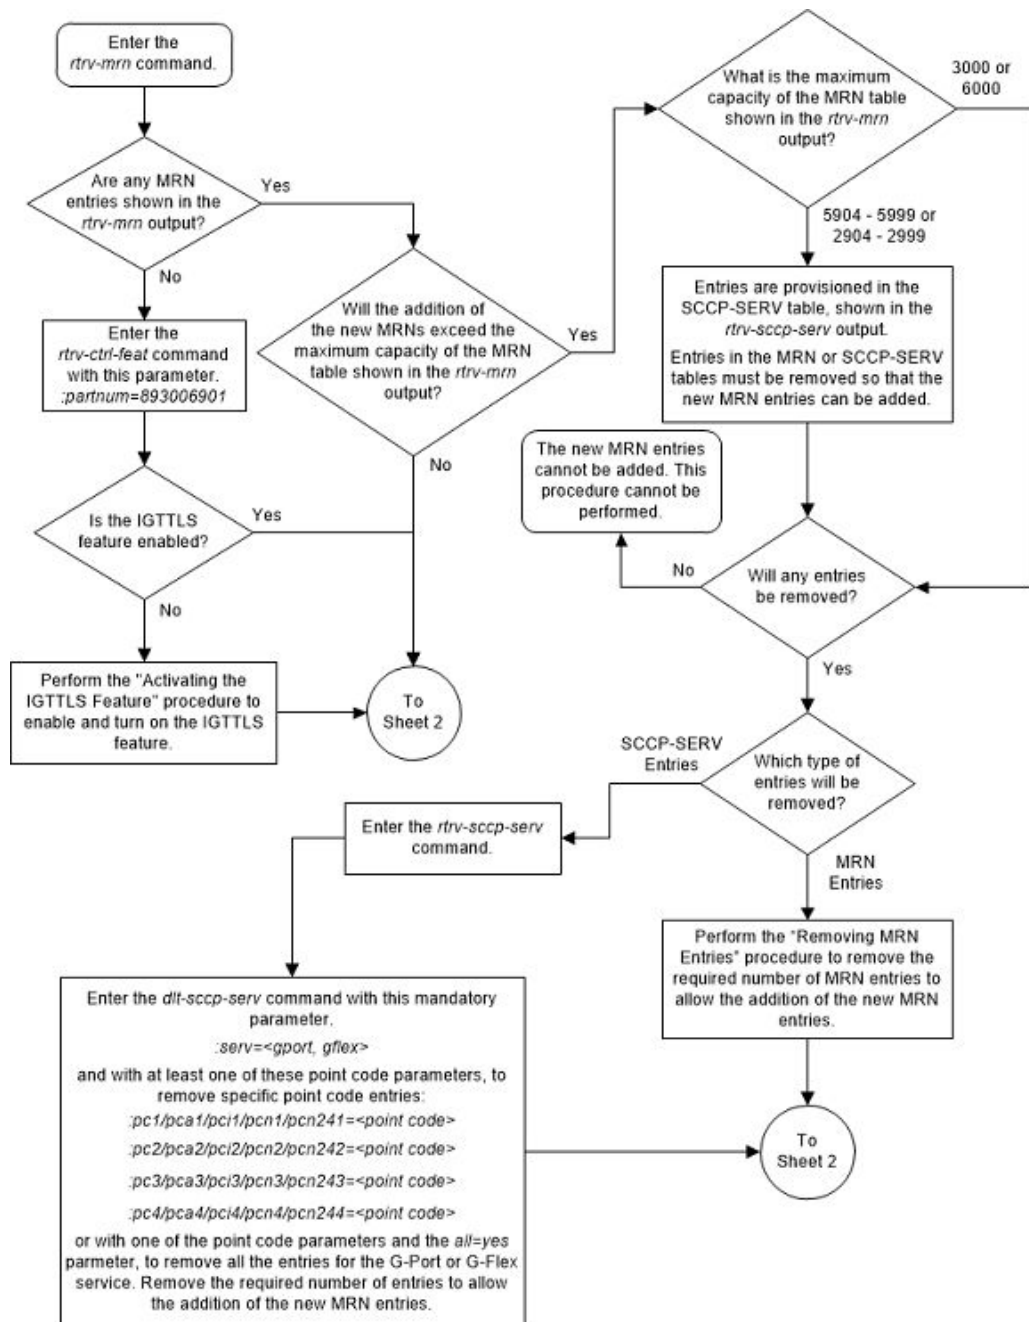 Enter the
rtrv-mrn command.
Are any MRN
entries shown in the
rtrv-mrn output?
Yes
No
Enter the
rtrv-ctrl-feat command
with this parameter.
:partnum=893006901
Is the IGTTLS
feature enabled?
Yes
No
Perform the "Activating the
IGTTLS Feature" procedure to
enable and turn on the IGTTLS
feature.
To
Sheet 2
Will the addition of
the new MRNs exceed the
maximum capacity of the MRN
table shown in the rtrv-mrn
output?
Yes
No
What is the maximum
capacity of the MRN table
shown in the rtrv-mrn
output?
3000 or
6000
5904 - 5999 or
2904 - 2999
Entries are provisioned in the
SCCP-SERV table, shown in the
rtrv-sccp-serv output.
Entries in the MRN or SCCP-SERV
tables must be removed so that the
new MRN entries can be added.
The new MRN entries
cannot be added. This
procedure cannot be
performed.
No
Will any entries
be removed?
Yes
Which type of
entries will be
removed?
SCCP-SERV
Entries
MRN
Entries
Enter the rtrv-sccp-serv
command.
Perform the "Removing MRN
Entries" procedure to remove the
required number of MRN entries to
allow the addition of the new MRN
entries.
Enter the dlt-sccp-serv command with this mandatory
parameter.
:serv=<gport, gflex>
and with at least one of these point code parameters, to
remove specific point code entries:
:pc1/pca1/pci1/pcn1/pcn241=<point code>
:pc2/pca2/pci2/pcn2/pcn242=<point code>
:pc3/pca3/pci3/pcn3/pcn243=<point code>
:pc4/pca4/pci4/pcn4/pcn244=<point code>
or with one of the point code parameters and the all=yes
parmeter, to remove all the entries for the G-Port or G-Flex
service. Remove the required number of entries to allow
the addition of the new MRN entries.
To
Sheet 2